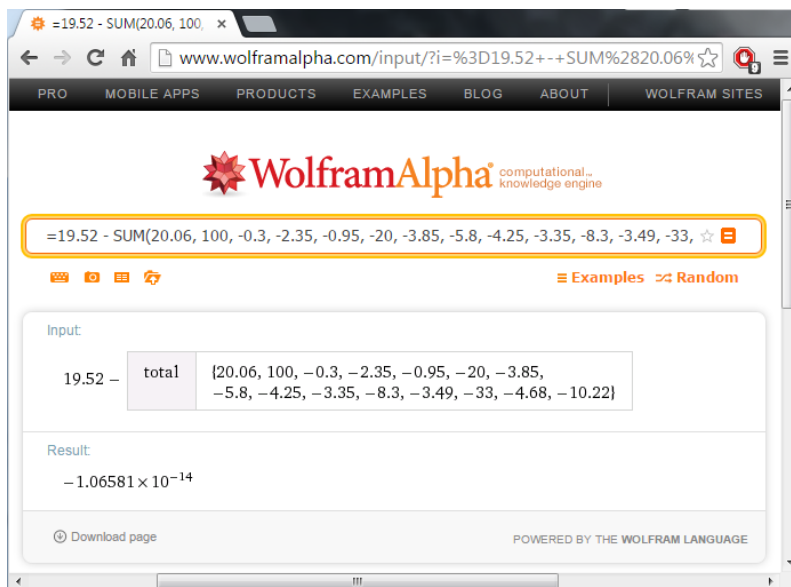 =19.52 - SUM(20.06, 100,
www.wolframalpha.com/input/?i=%3D19.52+-+SUM%2820.06%
9
PRO MOBILE APPS PRODUCTS EXAMPLES BLOG ABOUT WOLFRAM SITES
WolframAlpha computational...
knowledge engine
=19.52 - SUM(20.06, 100, -0.3, -2.35, -0.95, -20, -3.85, -5.8, -4.25, -3.35, -8.3, -3.49, -33,
Examples Random
Input:
19.52 − total {20.06, 100, −0.3, −2.35, −0.95, −20, −3.85,
−5.8, −4.25, −3.35, −8.3, −3.49, −33, −4.68, −10.22}
Result:
−1.06581×10⁻¹⁴
Download page POWERED BY THE WOLFRAM LANGUAGE